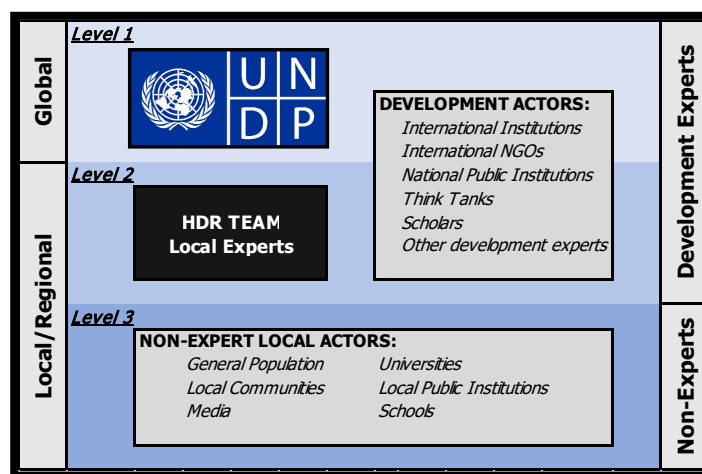 Global
Local/Regional
Level 1
U N
D P
DEVELOPMENT ACTORS:
International Institutions
International NGOs
National Public Institutions
Think Tanks
Scholars
Other development experts
Level 2
HDR TEAM
Local Experts
Level 3
NON-EXPERT LOCAL ACTORS:
General Population Universities
Local Communities Local Public Institutions
Media Schools
Development Experts
Non-Experts